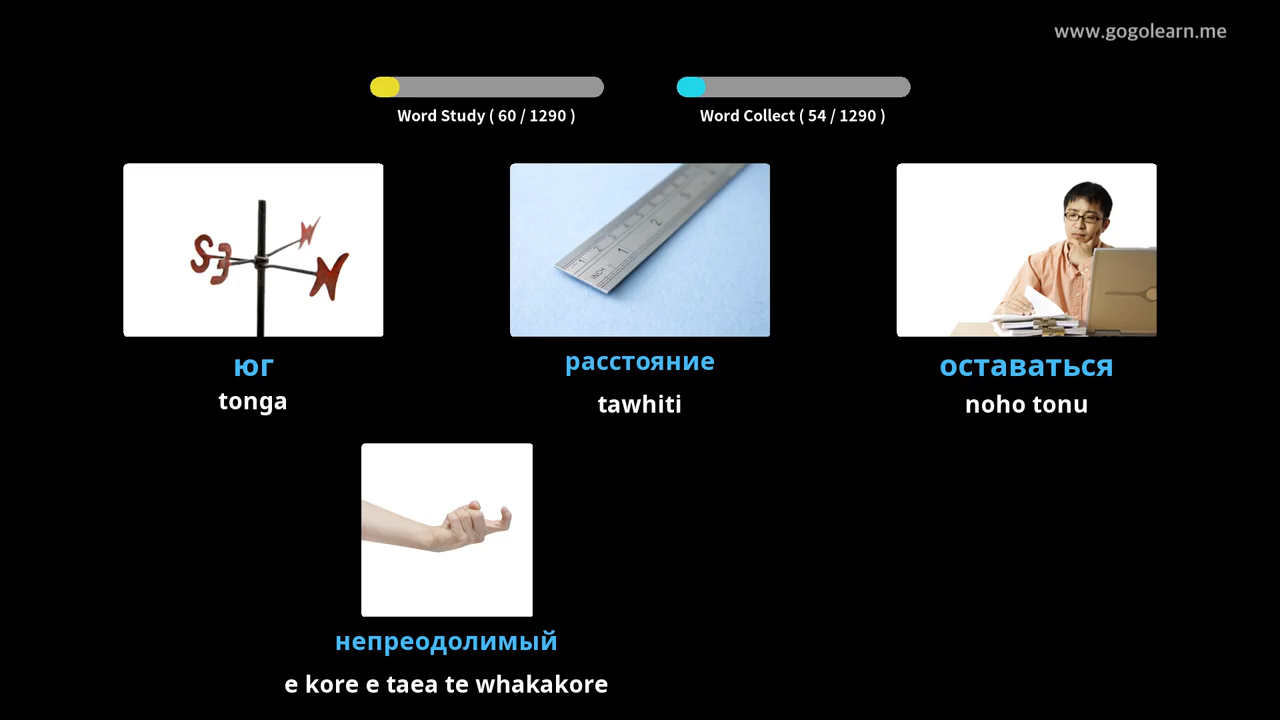 www.gogolearn.me
Word Study ( 60 / 1290 )
Word Collect ( 54 / 1290 )
юг
tonga
расстояние
tawhiti
оставаться
noho tonu
непреодолимый
e kore e taea te whakakore